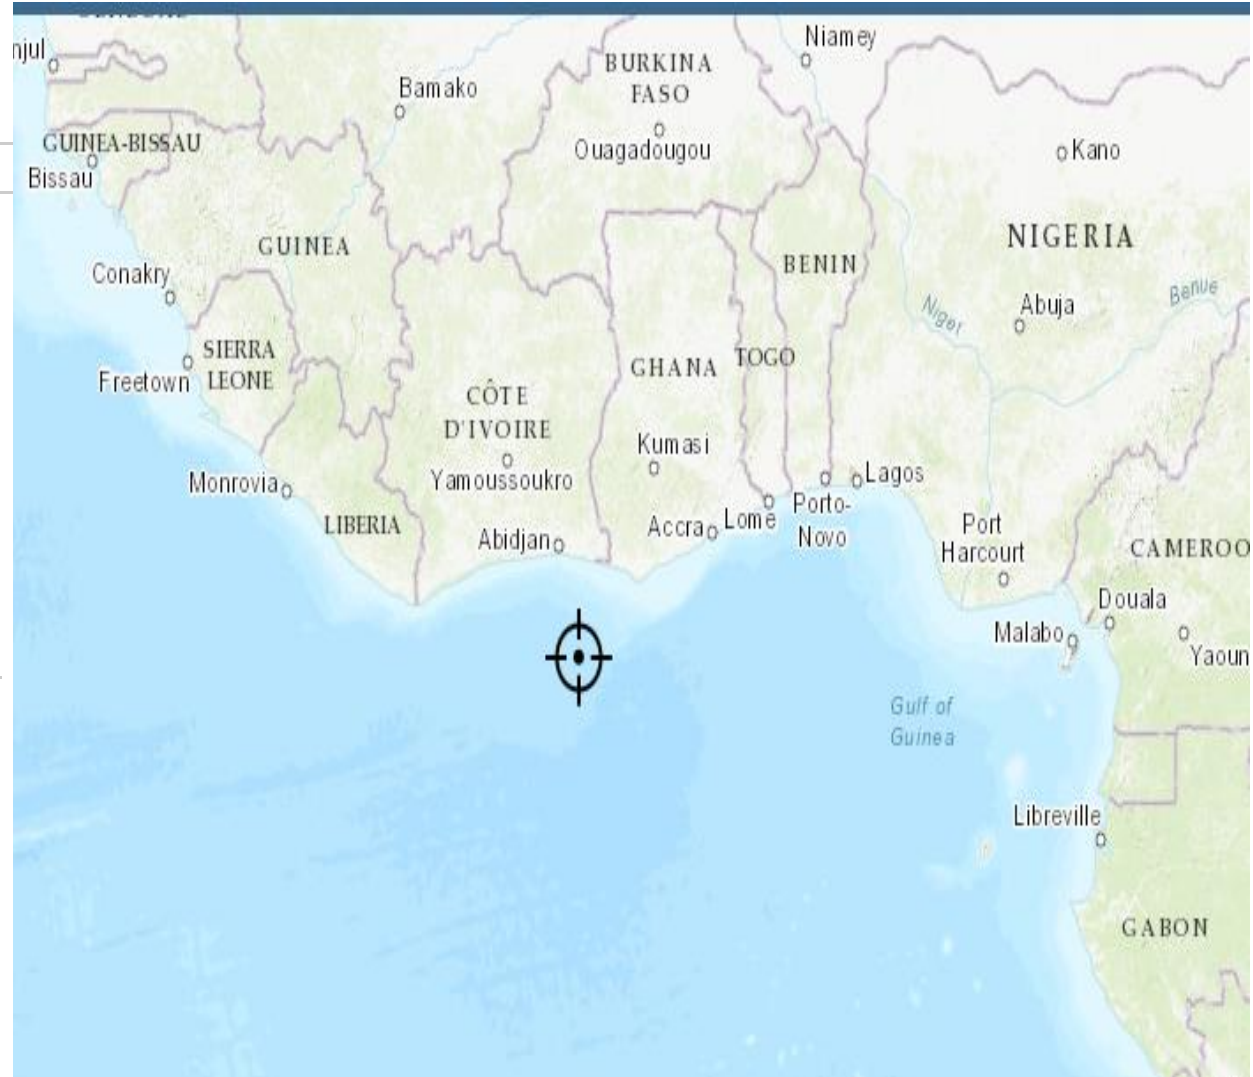 Niamey
njul
BURKINA
FASO
Bamako
Ouagadougou
Kano
GUINEA-BISSAU
Bissau
NIGERIA
GUINEA
BENIN
Conakry
Benue
Abuja
Niger
SIERRA
LEONE
GHANA
TOGO
Freetown
CÔTE
D'IVOIRE
Kumasi
Lagos
Yamoussoukro
Monrovia
Porto-
Novo
Lome
LIBERIA
Accra
Abidjan
Port
Harcourt
CAMEROO
Douala
Malabo
Yaoun
Gulf of
Guinea
Libreville
GABON